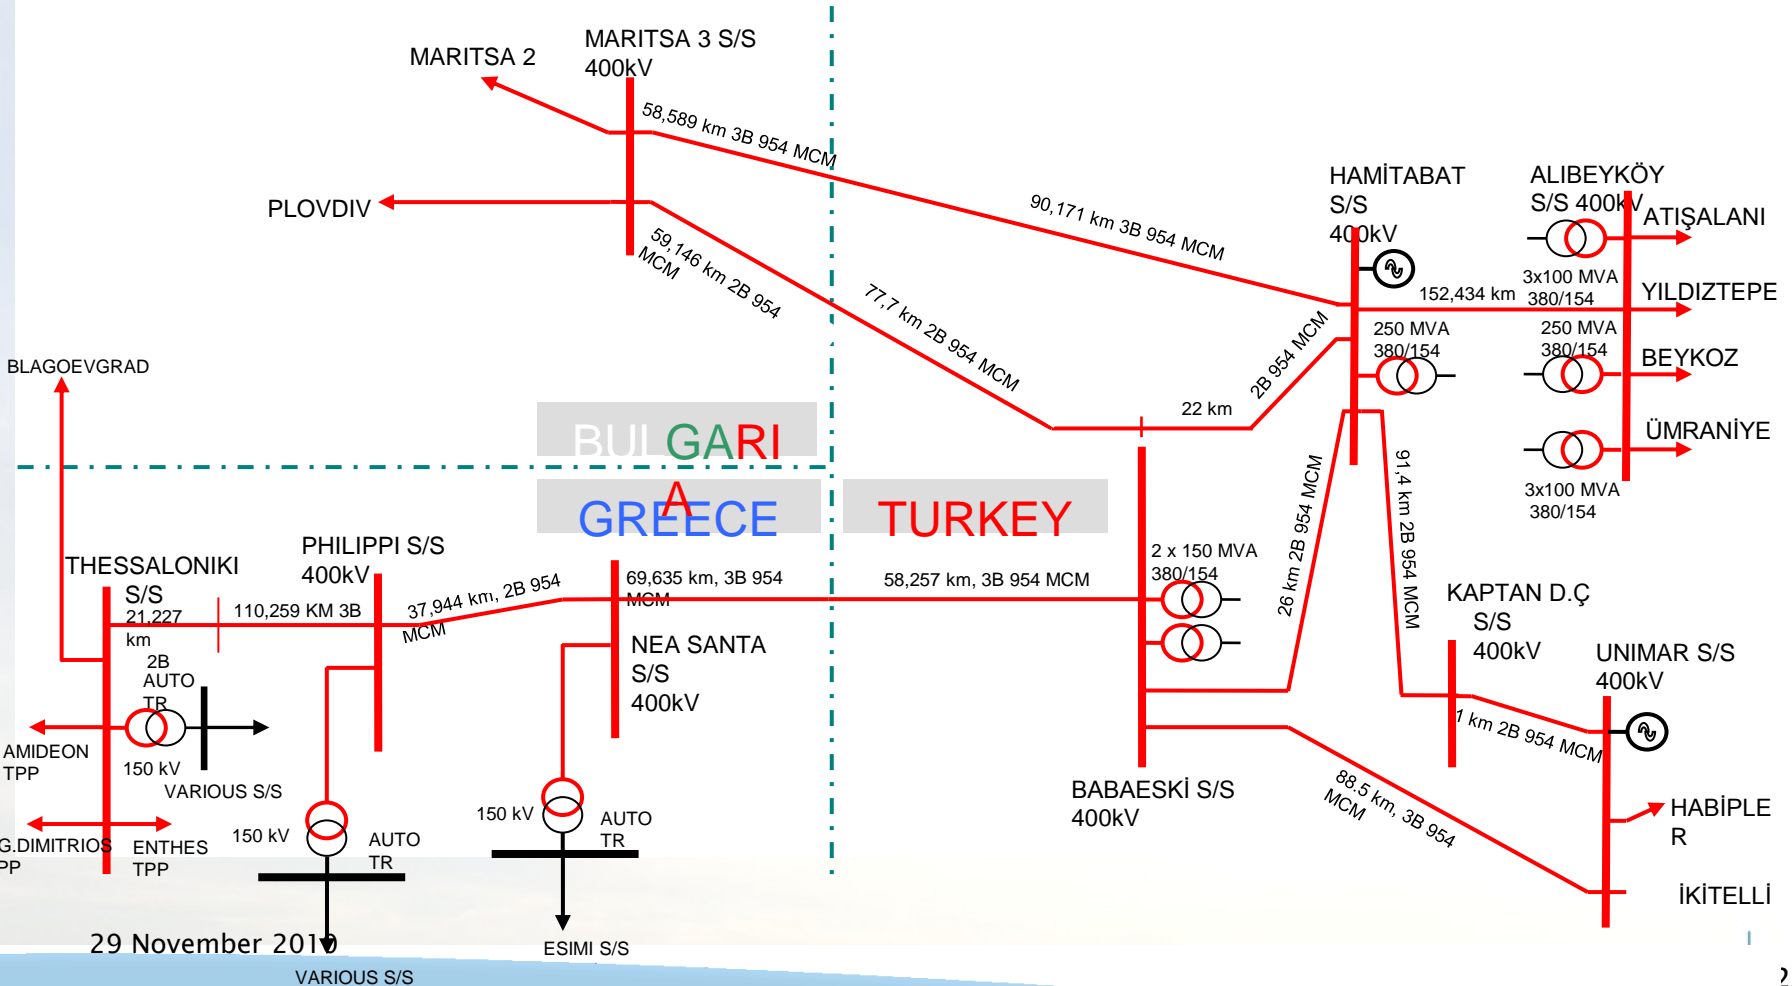 MARITSA 2
MARITSA 3 S/S
400kV
58,589 km 3B 954 MCM
PLOVDIV
59,146 km 2B 954
MCM
90,171 km 3B 954 MCM
77,7 km 2B 954 MCM
HAMİTABAT
S/S
400kV
ALIBEYKÖY
S/S 400kV
ATIŞALANI
3x100 MVA
380/154
152,434 km
YILDIZTEPE
250 MVA
380/154
250 MVA
380/154
BEYKOZ
2B 954 MCM
22 km
ÜMRANİYE
3x100 MVA
380/154
BLAGOEVGRAD
BULGARI
A
GREECE
TURKEY
THESSALONIKI
S/S
21,227
km
2B
AUTO
TR
110,259 KM 3B
PHILIPPI S/S
400kV
37,944 km, 2B 954
MCM
69,635 km, 3B 954
MCM
NEA SANTA
S/S
400kV
58,257 km, 3B 954 MCM
2 x 150 MVA
380/154
26 km 2B 954 MCM
91,4 km 2B 954 MCM
KAPTAN D.Ç
S/S
400kV
UNIMAR S/S
400kV
1 km 2B 954 MCM
BABAESKİ S/S
400kV
88.5 km, 3B 954
MCM
HABİPLE
R
İKİTELLİ
AMIDEON
TPP
150 kV
VARIOUS S/S
G.DIMITRIOS
PP
ENTHES
TPP
150 kV
AUTO
TR
150 kV
AUTO
TR
29 November 2010
VARIOUS S/S
ESIMI S/S